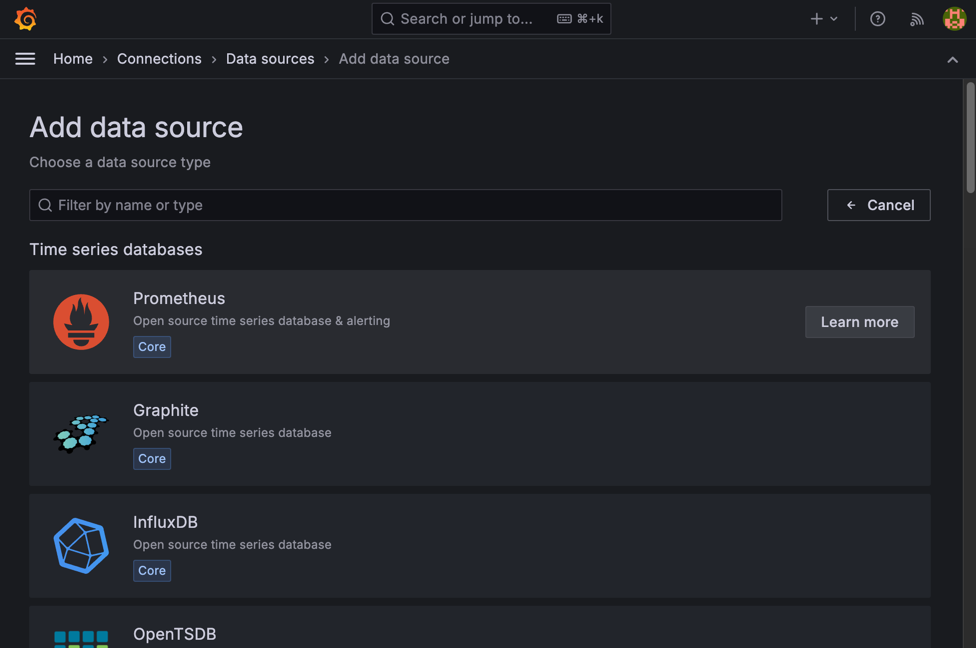 Search or jump to... ⌘+k
Home › Connections › Data sources › Add data source
Add data source
Choose a data source type
Filter by name or type
Cancel
Time series databases
Prometheus
Open source time series database & alerting
Core
Learn more
Graphite
Open source time series database
Core
InfluxDB
Open source time series database
Core
OpenTSDB